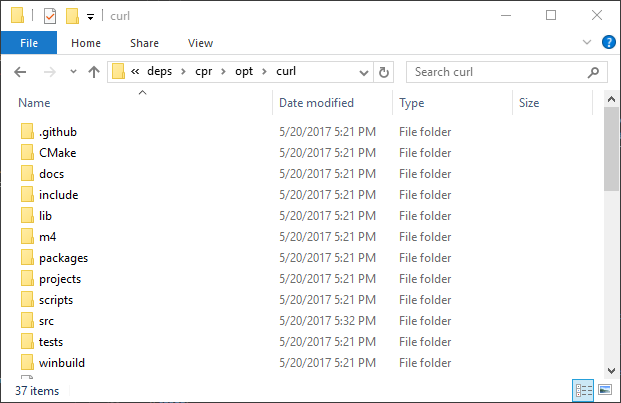 curl
File Home Share View
« deps cpr opt curl Search curl
Name Date modified Type Size
.github 5/20/2017 5:21 PM File folder
CMake 5/20/2017 5:21 PM File folder
docs 5/20/2017 5:21 PM File folder
include 5/20/2017 5:21 PM File folder
lib 5/20/2017 5:21 PM File folder
m4 5/20/2017 5:21 PM File folder
packages 5/20/2017 5:21 PM File folder
projects 5/20/2017 5:21 PM File folder
scripts 5/20/2017 5:21 PM File folder
src 5/20/2017 5:32 PM File folder
tests 5/20/2017 5:21 PM File folder
winbuild 5/20/2017 5:21 PM File folder
37 items